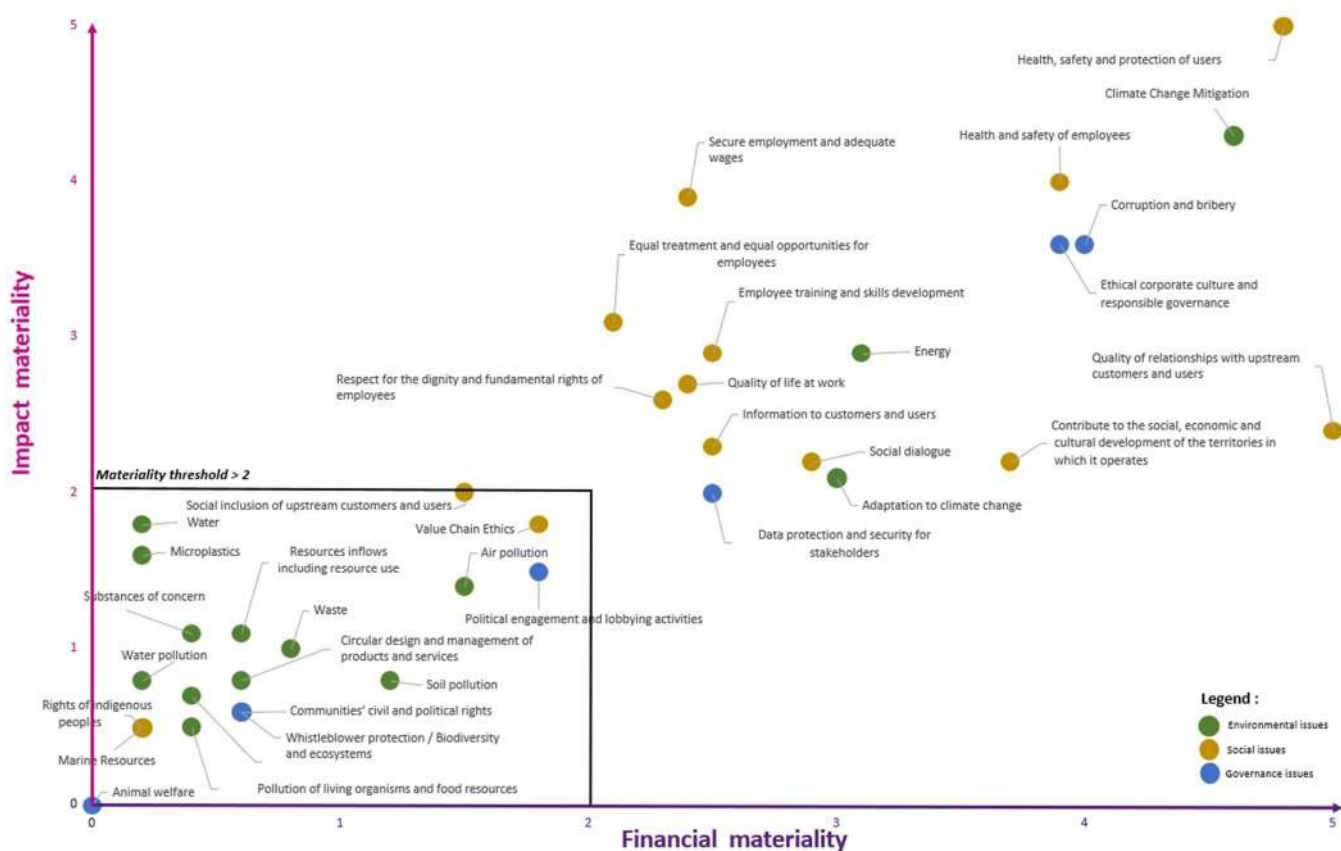 5
Health, safety and protection of users
Climate Change Mitigation
Secure employment and adequate
wages
Health and safety of employees
4
Corruption and bribery
Equal treatment and equal opportunities for
employees
Ethical corporate culture and
responsible governance
Employee training and skills development
3
Energy
Quality of relationships with upstream
customers and users
Respect for the dignity and fundamental rights of
employees
Quality of life at work
Information to customers and users
Contribute to the social, economic and
cultural development of the territories in
which it operates
Social dialogue
Impact materiality
Materiality threshold > 2
2
Social inclusion of upstream customers and users
Adaptation to climate change
Water
Value Chain Ethics
Data protection and security for
stakeholders
Microplastics
Resources inflows
including resource use
Air pollution
Substances of concern
Waste
Political engagement and lobbying activities
1
Circular design and management of
products and services
Water pollution
Soil pollution
Rights of indigenous
peoples
Communities' civil and political rights
Whistleblower protection / Biodiversity
and ecosystems
Marine Resources
Pollution of living organisms and food resources
Animal welfare
Legend :
Environmental issues
Social issues
Governance issues
0
0
1
2
3
4
5
Financial materiality